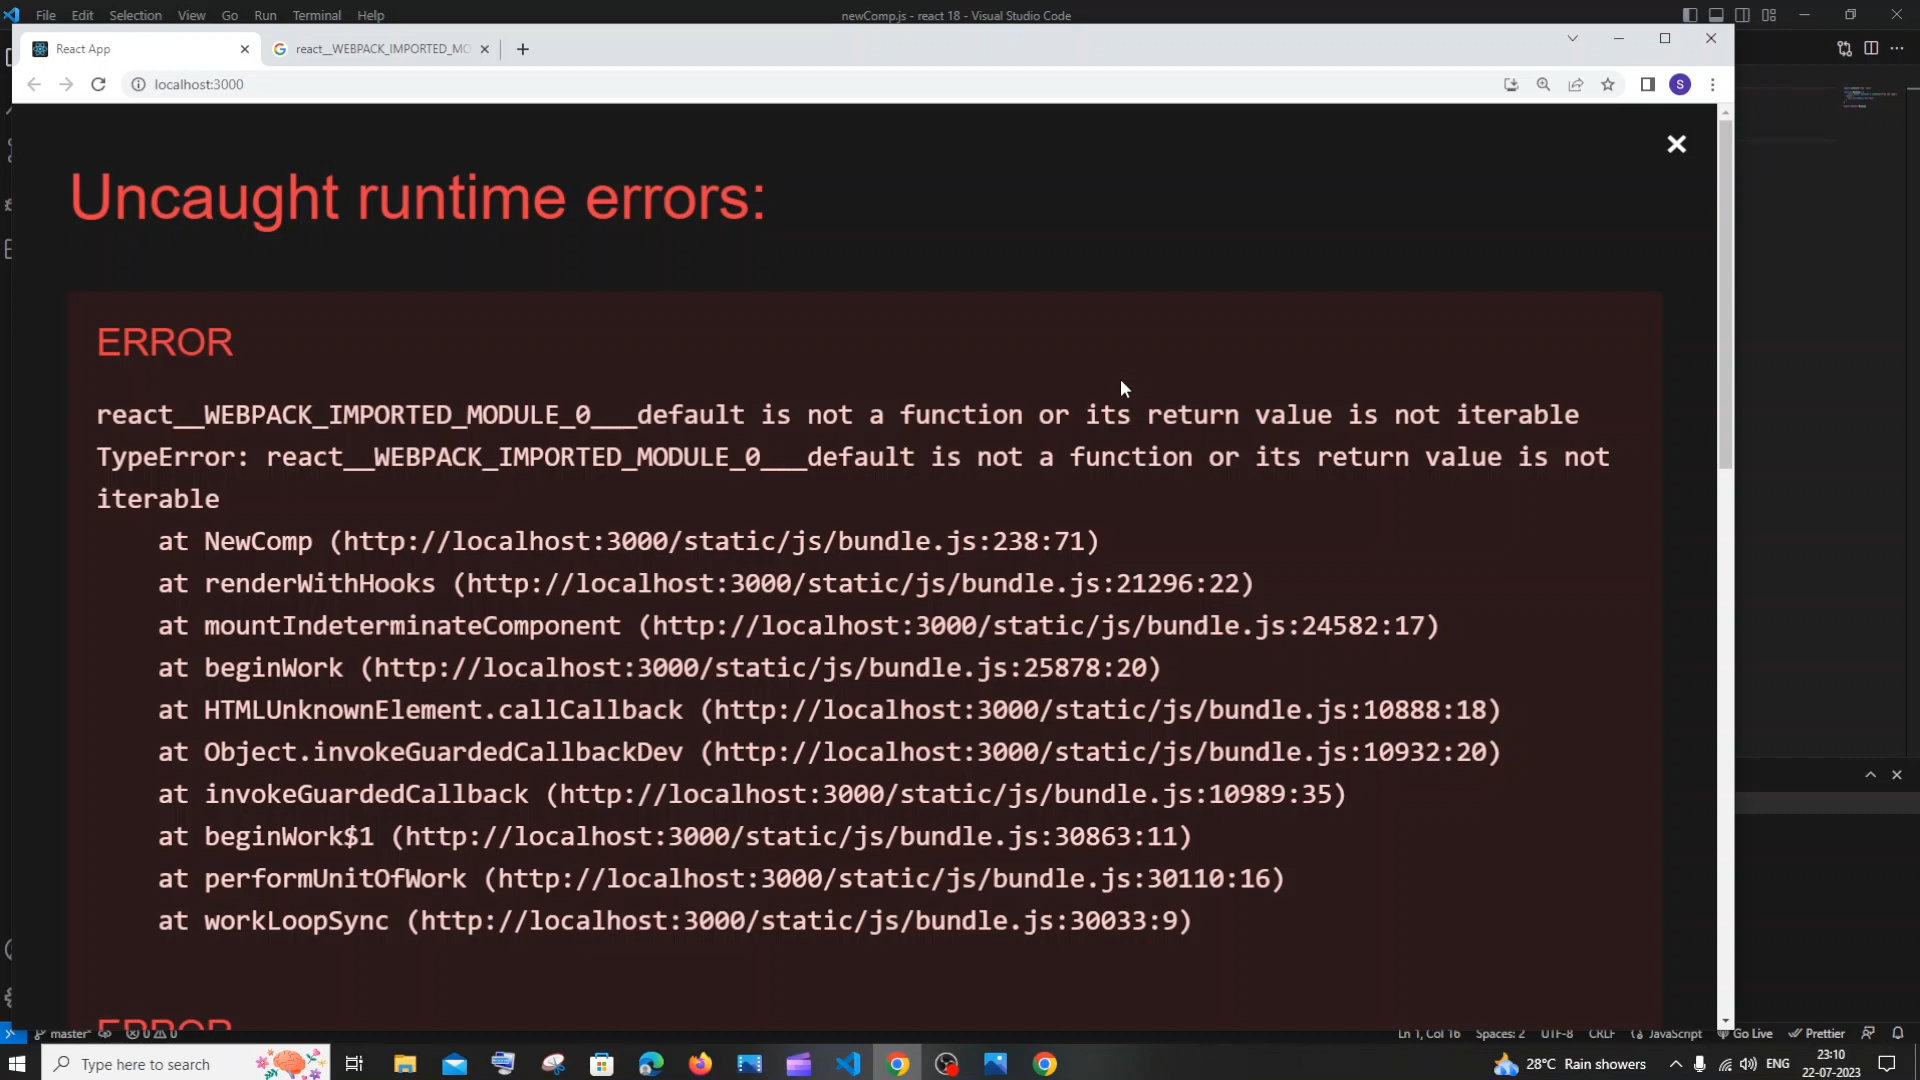 File Edit Selection View Go Run Terminal Help newComp.js - react 18 - Visual Studio Code
React App react__WEBPACK_IMPORTED_MO
localhost:3000 S
Uncaught runtime errors:
ERROR
react__WEBPACK_IMPORTED_MODULE_0___default is not a function or its return value is not iterable
TypeError: react__WEBPACK_IMPORTED_MODULE_0___default is not a function or its return value is not
iterable
at NewComp (http://localhost:3000/static/js/bundle.js:238:71)
at renderWithHooks (http://localhost:3000/static/js/bundle.js:21296:22)
at mountIndeterminateComponent (http://localhost:3000/static/js/bundle.js:24582:17)
at beginWork (http://localhost:3000/static/js/bundle.js:25878:20)
at HTMLUnknownElement.callCallback (http://localhost:3000/static/js/bundle.js:10888:18)
at Object.invokeGuardedCallbackDev (http://localhost:3000/static/js/bundle.js:10932:20)
at invokeGuardedCallback (http://localhost:3000/static/js/bundle.js:10989:35)
at beginWork$1 (http://localhost:3000/static/js/bundle.js:30863:11)
at performUnitOfWork (http://localhost:3000/static/js/bundle.js:30110:16)
at workLoopSync (http://localhost:3000/static/js/bundle.js:30033:9)
ERROR
master* 0 0 Ln 1, Col 16 Spaces: 2 UTF-8 CRLF JavaScript Go Live Prettier
Type here to search 28°C Rain showers ENG 23:10
22-07-2023